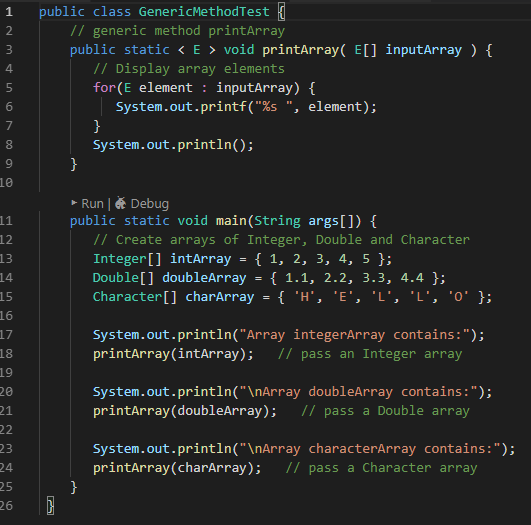 1 public class GenericMethodTest {
2 // generic method printArray
3 public static < E > void printArray( E[] inputArray ) {
4 // Display array elements
5 for(E element : inputArray) {
6 System.out.printf("%s ", element);
7 }
8 System.out.println();
9 }
10
Run | Debug
11 public static void main(String args[]) {
12 // Create arrays of Integer, Double and Character
13 Integer[] intArray = { 1, 2, 3, 4, 5 };
14 Double[] doubleArray = { 1.1, 2.2, 3.3, 4.4 };
15 Character[] charArray = { 'H', 'E', 'L', 'L', 'O' };
16
17 System.out.println("Array integerArray contains:");
18 printArray(intArray);   // pass an Integer array
19
20 System.out.println("\nArray doubleArray contains:");
21 printArray(doubleArray);   // pass a Double array
22
23 System.out.println("\nArray characterArray contains:");
24 printArray(charArray);   // pass a Character array
25 }
26 }